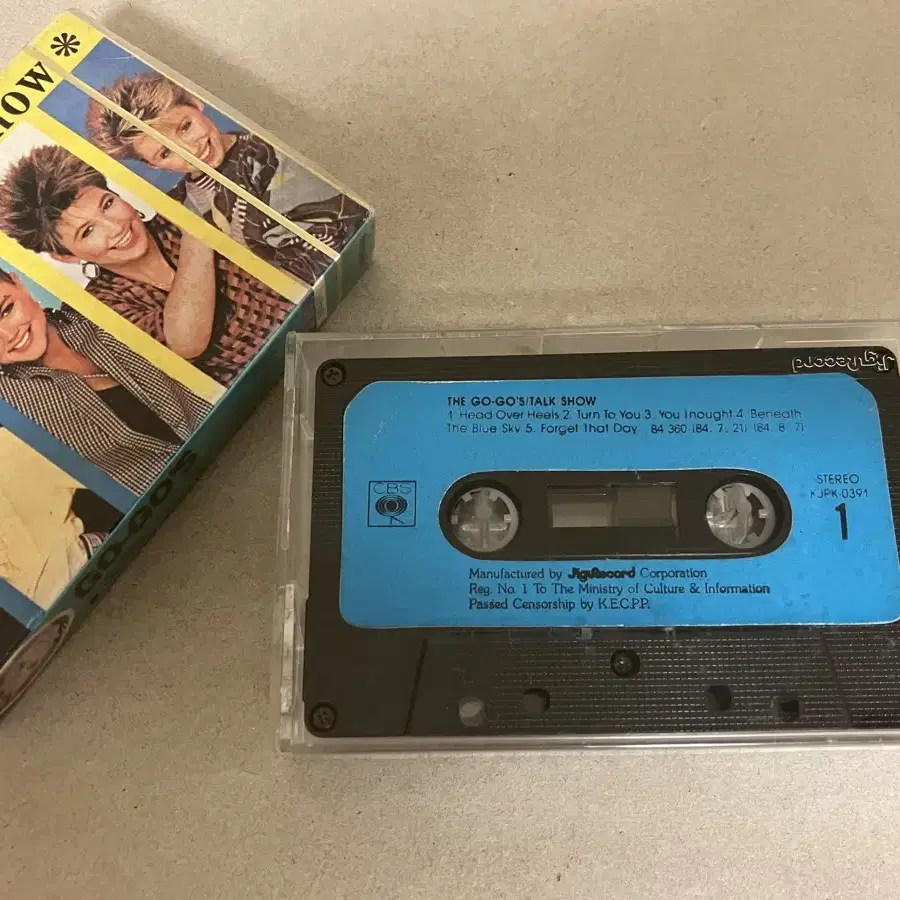 HOW *
GO-GO'S
JiguRecord
THE GO-GO'S/TALK SHOW
1. Head Over Heels 2. Turn To You 3. You Thought 4. Beneath
The Blue Sky 5. Forget That Day 84 360 (84. 7. 21) (84. 8. 7)
CBS
STEREO
KJPK-0391
1
Manufactured by JiguRecord Corporation
Reg. No. 1 To The Ministry of Culture & Information
Passed Censorship by K.E.C.P.P.